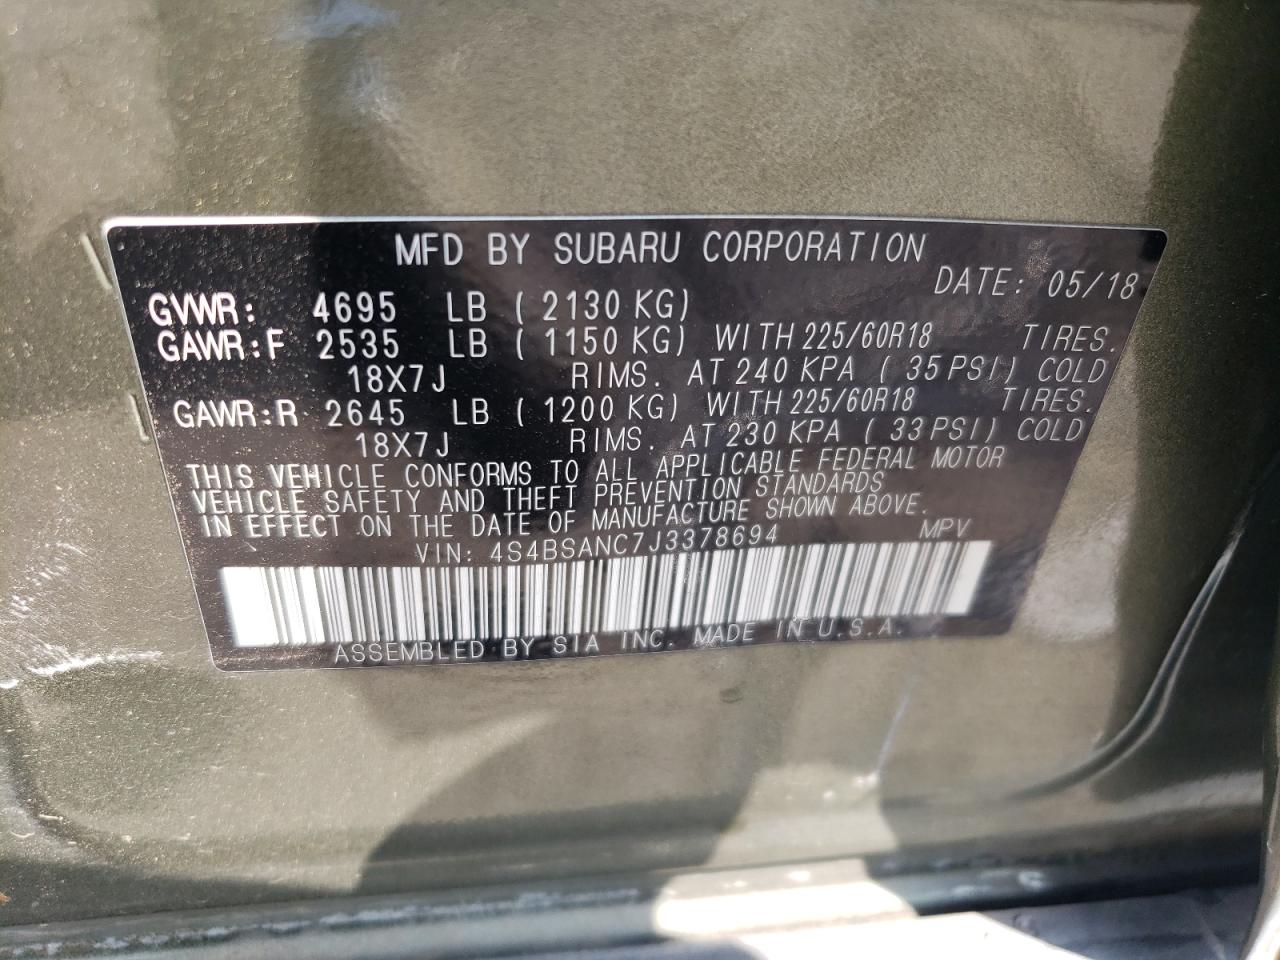 MFD BY SUBARU CORPORATION
DATE: 05/18
GVWR: 4695 LB ( 2130 KG)
GAWR:F 2535 LB ( 1150 KG) WITH 225/60R18 TIRES.
18X7J RIMS. AT 240 KPA ( 35 PSI) COLD
GAWR:R 2645 LB ( 1200 KG) WITH 225/60R18 TIRES.
18X7J RIMS. AT 230 KPA ( 33 PSI) COLD
THIS VEHICLE CONFORMS TO ALL APPLICABLE FEDERAL MOTOR
VEHICLE SAFETY AND THEFT PREVENTION STANDARDS
IN EFFECT ON THE DATE OF MANUFACTURE SHOWN ABOVE.
VIN: 4S4BSANC7J3378694 MPV
ASSEMBLED BY SIA INC. MADE IN U.S.A.